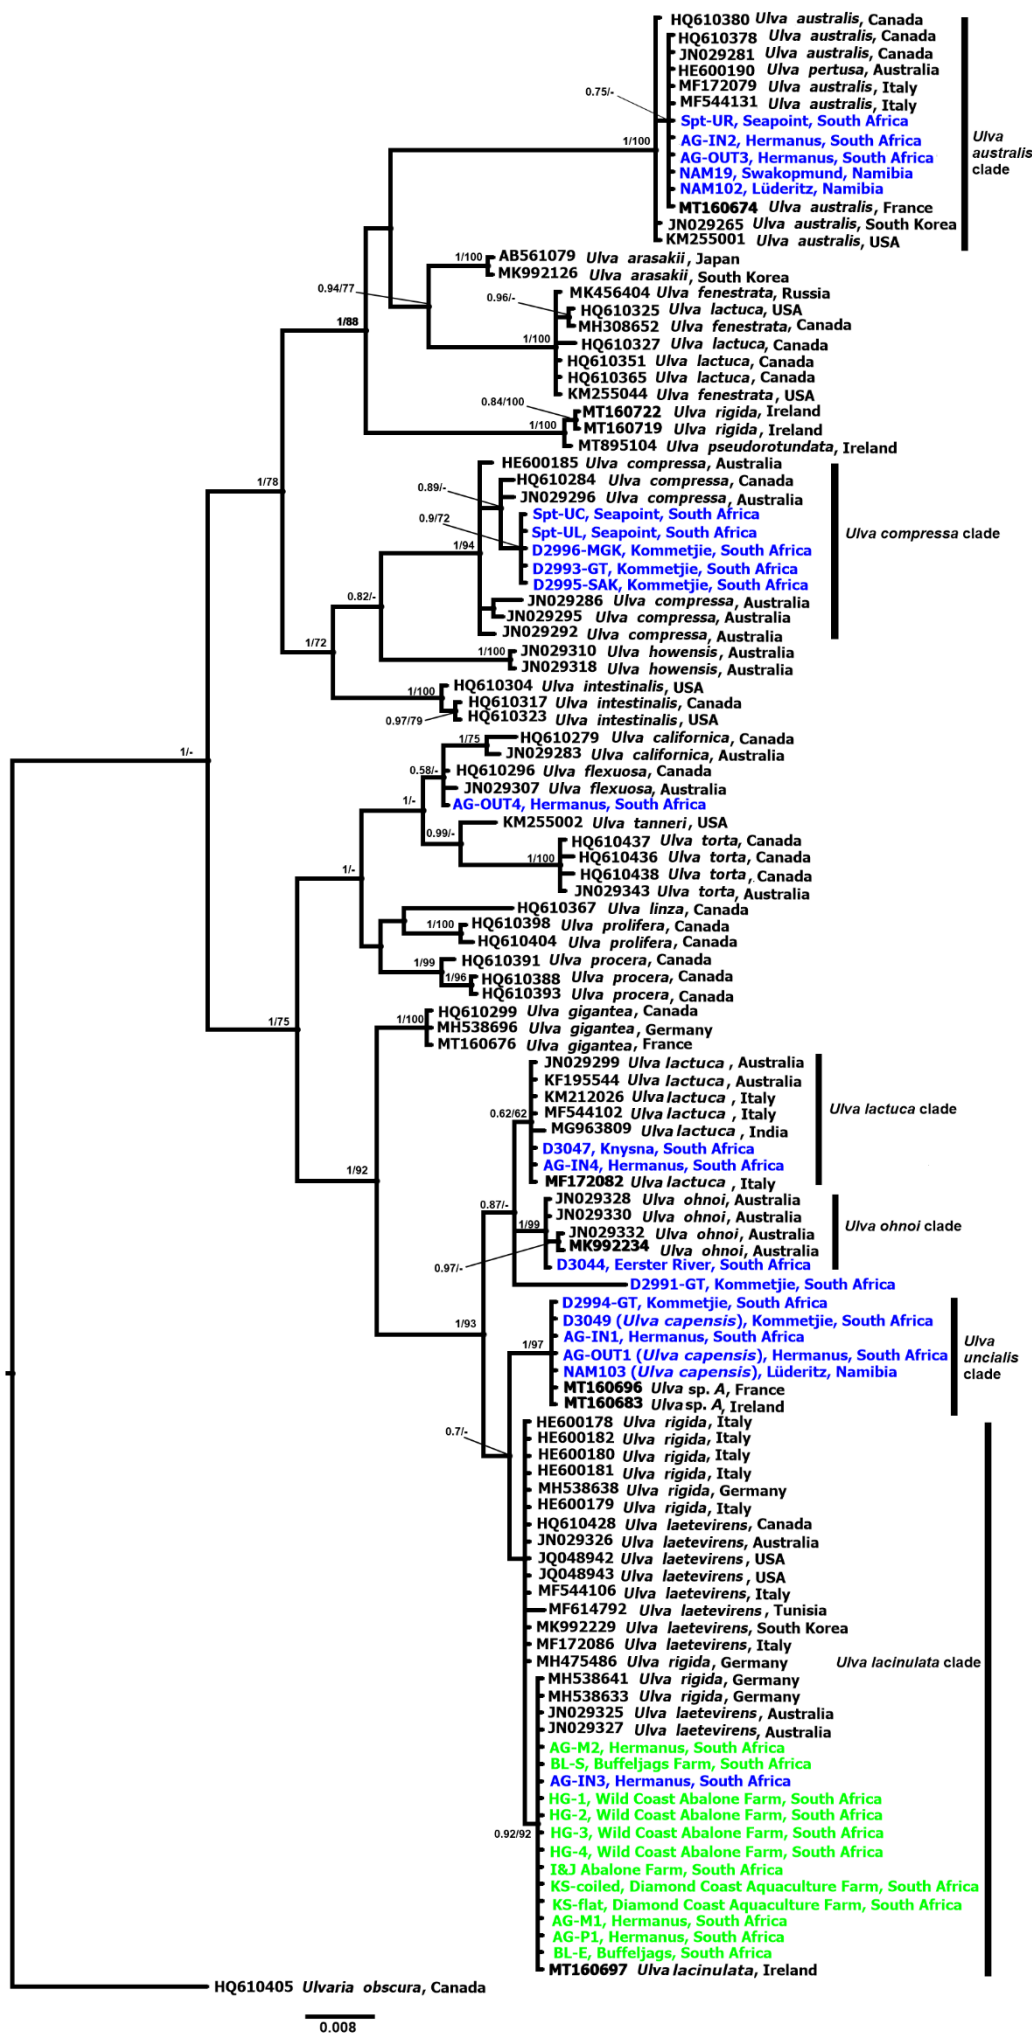 HQ610380 Ulva australis, Canada
HQ610378 Ulva australis, Canada
JN029281 Ulva australis, Canada
HE600190 Ulva pertusa, Australia
MF172079 Ulva australis, Italy
0.75/-
MF544131 Ulva australis, Italy
Spt-UR, Seapoint, South Africa
1/100
AG-IN2, Hermanus, South Africa
Ulva
australis
clade
AG-OUT3, Hermanus, South Africa
NAM19, Swakopmund, Namibia
NAM102, Lüderitz, Namibia
MT160674 Ulva australis, France
JN029265 Ulva australis, South Korea
KM255001 Ulva australis, USA
1/100
AB561079 Ulva arasakii, Japan
MK992126 Ulva arasakii, South Korea
0.94/77
MK456404 Ulva fenestrata, Russia
0.96/-
HQ610325 Ulva lactuca, USA
1/88
MH308652 Ulva fenestrata, Canada
1/100
HQ610327 Ulva lactuca, Canada
HQ610351 Ulva lactuca, Canada
HQ610365 Ulva lactuca, Canada
KM255044 Ulva fenestrata, USA
0.84/100
MT160722 Ulva rigida, Ireland
1/100
MT160719 Ulva rigida, Ireland
MT895104 Ulva pseudorotundata, Ireland
HE600185 Ulva compressa, Australia
1/78
HQ610284 Ulva compressa, Canada
0.89/-
JN029296 Ulva compressa, Australia
Spt-UC, Seapoint, South Africa
0.9/72
Spt-UL, Seapoint, South Africa
Ulva compressa clade
1/94
D2996-MGK, Kommetjie, South Africa
D2993-GT, Kommetjie, South Africa
D2995-SAK, Kommetjie, South Africa
0.82/-
JN029286 Ulva compressa, Australia
JN029295 Ulva compressa, Australia
JN029292 Ulva compressa, Australia
1/72
1/100
JN029310 Ulva howensis, Australia
JN029318 Ulva howensis, Australia
1/100
HQ610304 Ulva intestinalis, USA
HQ610317 Ulva intestinalis, Canada
0.97/79
HQ610323 Ulva intestinalis, USA
1/75
HQ610279 Ulva californica, Canada
1/-
JN029283 Ulva californica, Australia
0.58/-
HQ610296 Ulva flexuosa, Canada
JN029307 Ulva flexuosa, Australia
1/-
AG-OUT4, Hermanus, South Africa
KM255002 Ulva tanneri, USA
0.99/-
HQ610437 Ulva torta, Canada
1/100
HQ610436 Ulva torta, Canada
1/-
HQ610438 Ulva torta, Canada
JN029343 Ulva torta, Australia
HQ610367 Ulva linza, Canada
1/100
HQ610398 Ulva prolifera, Canada
HQ610404 Ulva prolifera, Canada
1/99
HQ610391 Ulva procera, Canada
1/96
HQ610388 Ulva procera, Canada
HQ610393 Ulva procera, Canada
1/75
HQ610299 Ulva gigantea, Canada
1/100
MH538696 Ulva gigantea, Germany
MT160676 Ulva gigantea, France
JN029299 Ulva lactuca , Australia
KF195544 Ulva lactuca , Australia
KM212026 Ulva lactuca , Italy
0.62/62
MF544102 Ulva lactuca , Italy
Ulva lactuca clade
MG963809 Ulva lactuca , India
D3047, Knysna, South Africa
1/92
AG-IN4, Hermanus, South Africa
MF172082 Ulva lactuca , Italy
0.87/-
JN029328 Ulva ohnoi, Australia
JN029330 Ulva ohnoi, Australia
1/99
Ulva ohnoi clade
JN029332 Ulva ohnoi, Australia
MK992234 Ulva ohnoi, Australia
0.97/-
D3044, Eerster River, South Africa
D2991-GT, Kommetjie, South Africa
D2994-GT, Kommetjie, South Africa
1/93
D3049 (Ulva capensis), Kommetjie, South Africa
AG-IN1, Hermanus, South Africa
1/97
AG-OUT1 (Ulva capensis), Hermanus, South Africa
Ulva
uncialis
clade
NAM103 (Ulva capensis), Lüderitz, Namibia
MT160696 Ulva sp. A, France
MT160683 Ulva sp. A, Ireland
HE600178 Ulva rigida, Italy
0.7/-
HE600182 Ulva rigida, Italy
HE600180 Ulva rigida, Italy
HE600181 Ulva rigida, Italy
MH538638 Ulva rigida, Germany
HE600179 Ulva rigida, Italy
HQ610428 Ulva laetevirens, Canada
JN029326 Ulva laetevirens, Australia
JQ048942 Ulva laetevirens, USA
JQ048943 Ulva laetevirens, USA
MF544106 Ulva laetevirens, Italy
MF614792 Ulva laetevirens, Tunisia
MK992229 Ulva laetevirens, South Korea
MF172086 Ulva laetevirens, Italy
MH475486 Ulva rigida, Germany
Ulva lacinulata clade
MH538641 Ulva rigida, Germany
MH538633 Ulva rigida, Germany
JN029325 Ulva laetevirens, Australia
JN029327 Ulva laetevirens, Australia
AG-M2, Hermanus, South Africa
BL-S, Buffeljags Farm, South Africa
AG-IN3, Hermanus, South Africa
HG-1, Wild Coast Abalone Farm, South Africa
HG-2, Wild Coast Abalone Farm, South Africa
0.92/92
HG-3, Wild Coast Abalone Farm, South Africa
HG-4, Wild Coast Abalone Farm, South Africa
I&J Abalone Farm, South Africa
KS-coiled, Diamond Coast Aquaculture Farm, South Africa
KS-flat, Diamond Coast Aquaculture Farm, South Africa
AG-M1, Hermanus, South Africa
AG-P1, Hermanus, South Africa
BL-E, Buffeljags, South Africa
MT160697 Ulva lacinulata, Ireland
HQ610405 Ulvaria obscura, Canada
0.008